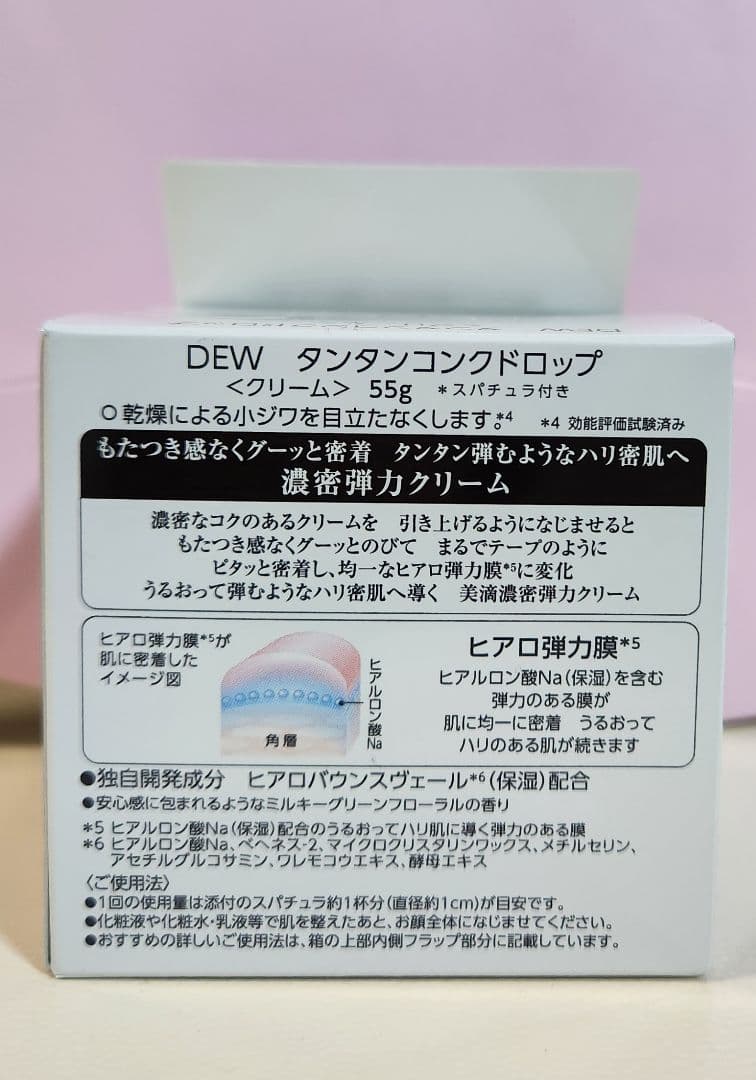 DEW タンタンコンクドロップ
<クリーム> 55g *スパチュラ付き
○乾燥による小ジワを目立たなくします。*4 *4 効能評価試験済み
もたつき感なくグーッと密着 タンタン弾むようなハリ密肌へ
濃密弾力クリーム
濃密なコクのあるクリームを 引き上げるようになじませると
もたつき感なくグーッとのびて まるでテープのように
ピタッと密着し、均一なヒアロ弾力膜*5に変化
うるおって弾むようなハリ密肌へ導く 美滴濃密弾力クリーム
ヒアロ弾力膜*5が
肌に密着した
イメージ図
ヒアルロン酸Na
角層
ヒアロ弾力膜*5
ヒアルロン酸Na(保湿)を含む
弾力のある膜が
肌に均一に密着 うるおって
ハリのある肌が続きます
●独自開発成分 ヒアロバウンスヴェール*6(保湿)配合
●安心感に包まれるようなミルキーグリーンフローラルの香り
*5 ヒアルロン酸Na(保湿)配合のうるおってハリ肌に導く弾力のある膜
*6 ヒアルロン酸Na、ベヘネス-2、マイクロクリスタリンワックス、メチルセリン、
アセチルグルコサミン、ワレモコウエキス、酵母エキス
〈ご使用法〉
●1回の使用量は添付のスパチュラ約1杯分(直径約1cm)が目安です。
●化粧液や化粧水・乳液等で肌を整えたあと、お顔全体になじませてください。
●おすすめの詳しいご使用法は、箱の上部内側フラップ部分に記載しています。